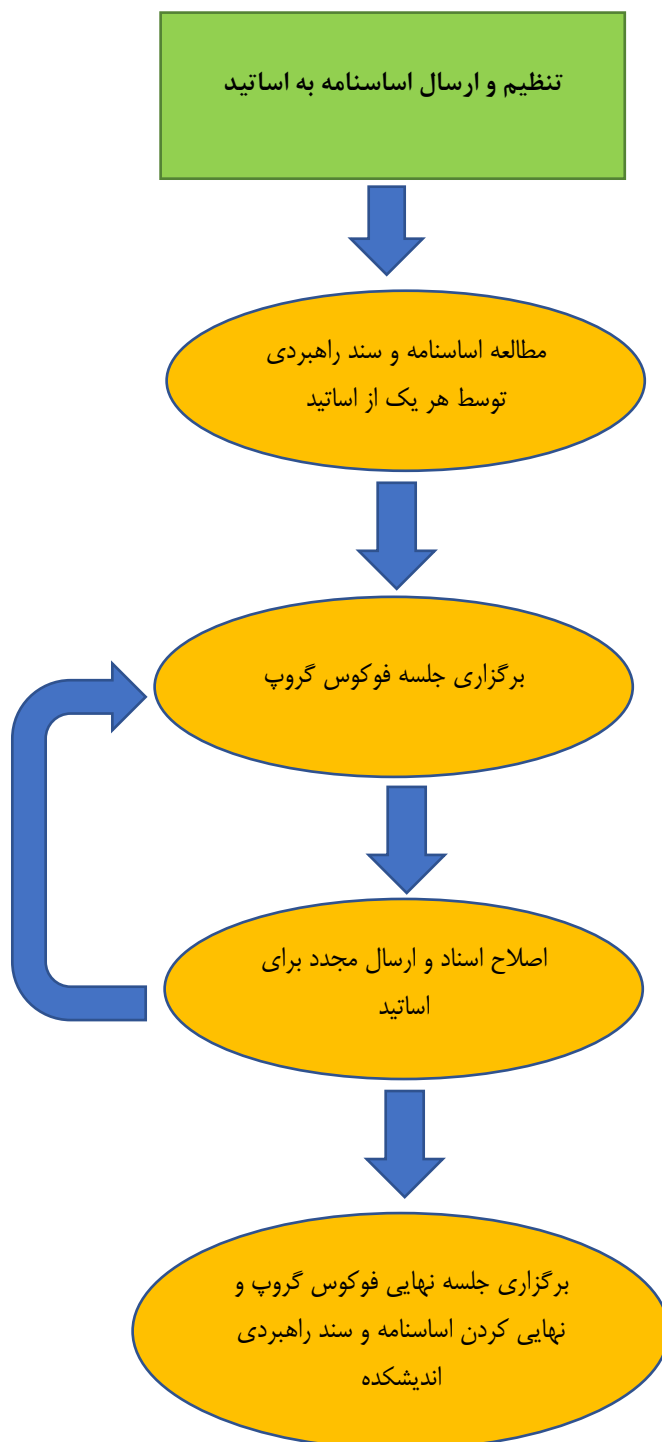 تنظیم و ارسال اساسنامه به اساتید
مطالعه اساسنامه و سند راهبردی
توسط هر یک از اساتید
برگزاری جلسه فوکوس گروپ
اصلاح اسناد و ارسال مجدد برای
اساتید
برگزاری جلسه نهایی فوکوس گروپ و
نهایی کردن اساسنامه و سند راهبردی
اندیشکده